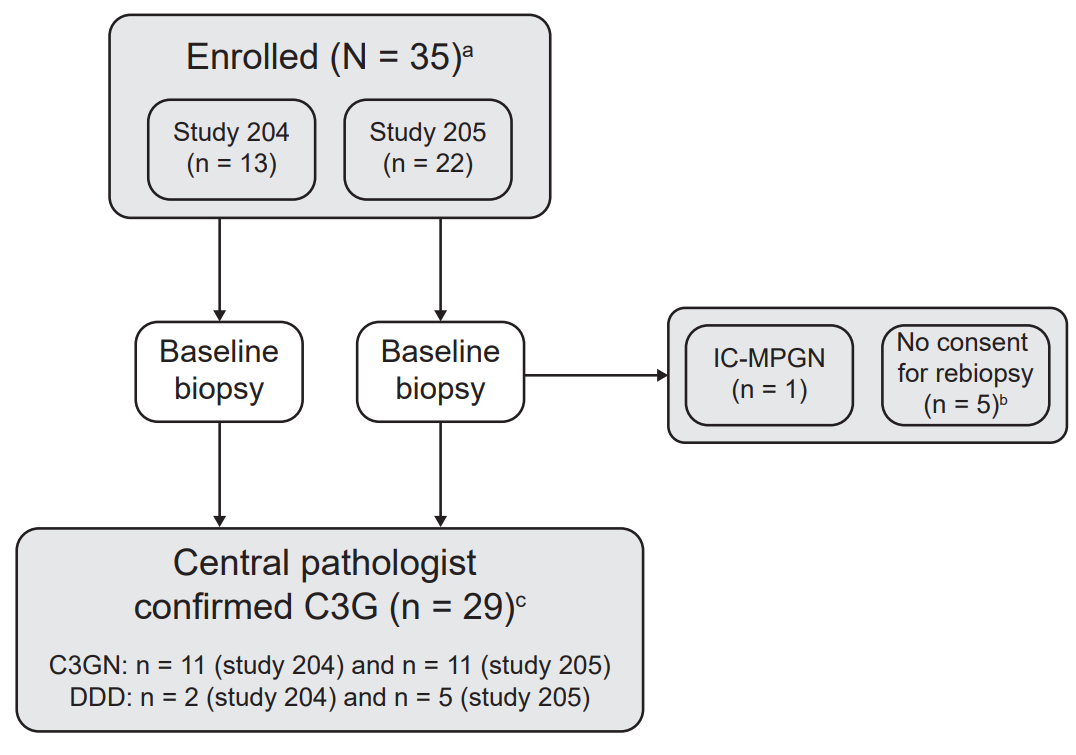 Enrolled (N = 35)a
Study 204
(n = 13)
Study 205
(n = 22)
Baseline
biopsy
Baseline
biopsy
IC-MPGN
(n = 1)
No consent
for rebiopsy
(n = 5)b
Central pathologist
confirmed C3G (n = 29)c
C3GN: n = 11 (study 204) and n = 11 (study 205)
DDD: n = 2 (study 204) and n = 5 (study 205)